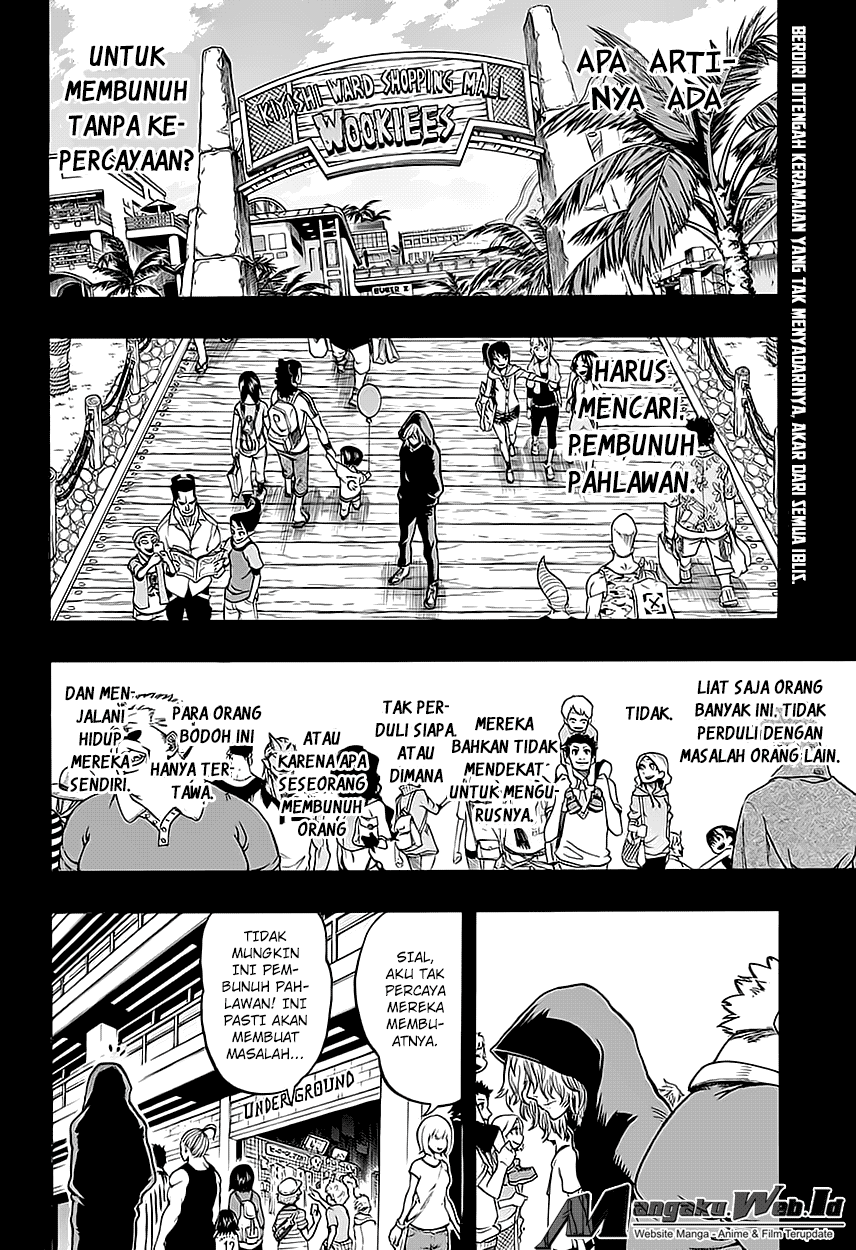 BERDIRI DITENGAH KERAMAIAN YANG TAK MENYADARINYA. AKAR DARI SEMUA IBLIS.
APA ARTI-
NYA ADA
UNTUK
MEMBUNUH
TANPA KE-
PERCAYAAN?
KIYASHI WARD-SHOPPING MALL
WOOKIEES
HARUS
MENCARI
PEMBUNUH
PAHLAWAN.
LIAT SAJA ORANG
BANYAK INI. TIDAK
PERDULI DENGAN
MASALAH ORANG LAIN.
TIDAK.
MEREKA
BAHKAN TIDAK
MENDEKAT
UNTUK MENGU-
RUSNYA.
TAK PER-
DULI SIAPA.
ATAU
DIMANA
ATAU
KARENA APA
SESEORANG
MEMBUNUH
ORANG
PARA ORANG
BODOH INI
HANYA TER-
TAWA.
DAN MEN-
JALANI
HIDUP
MEREKA
SENDIRI.
SIAL,
AKU TAK
PERCAYA
MEREKA
MEMBU-
ATNYA.
TIDAK
MUNGKIN
INI PEM-
BUNUH PAH-
LAWAN! INI
PASTI AKAN
MEMBUAT
MASALAH...
UNDERGROUND
12
Mangaku.Web.Id
Website Manga - Anime & Film Terupdate